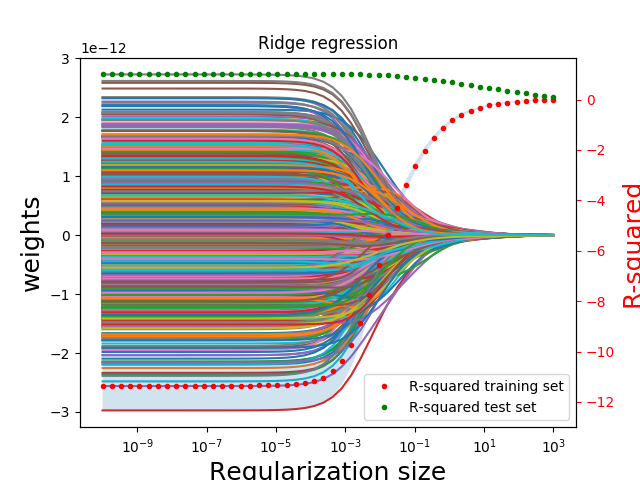 Ridge regression
1e−12
3
2
1
0
−1
−2
−3
weights
0
−2
−4
−6
−8
−10
−12
R-squared
R-squared training set
R-squared test set
10⁻⁹ 10⁻⁷ 10⁻⁵ 10⁻³ 10⁻¹ 10¹ 10³
Regularization size